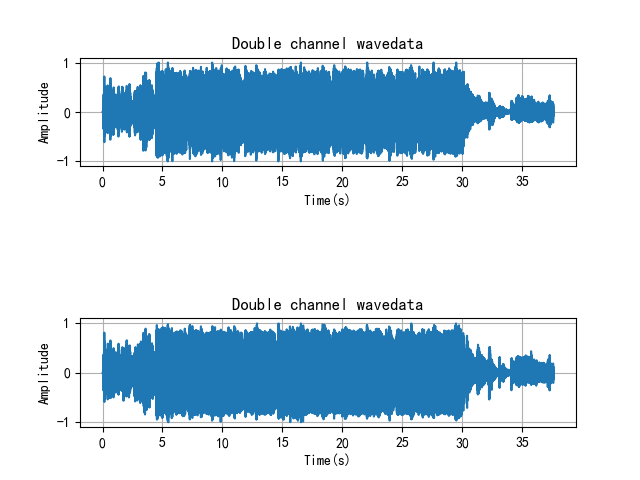 Double channel wavedata
1
0
−1
Amplitude
0 5 10 15 20 25 30 35
Time(s)
Double channel wavedata
1
0
−1
Amplitude
0 5 10 15 20 25 30 35
Time(s)